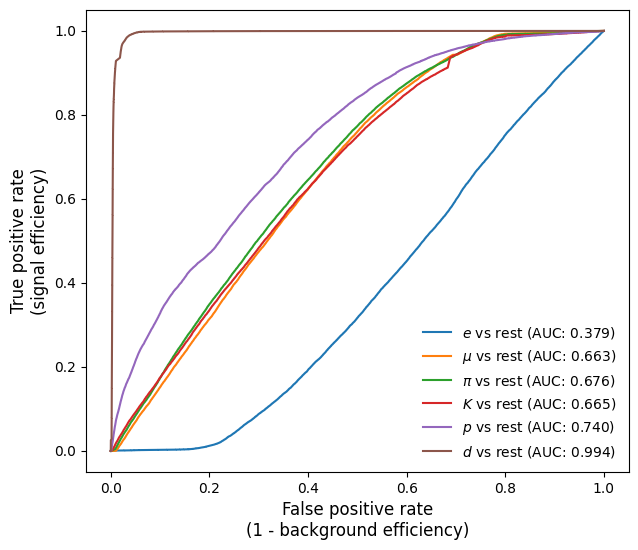 True positive rate
(signal efficiency)
1.0
0.8
0.6
0.4
0.2
0.0
e vs rest (AUC: 0.379)
μ vs rest (AUC: 0.663)
π vs rest (AUC: 0.676)
K vs rest (AUC: 0.665)
p vs rest (AUC: 0.740)
d vs rest (AUC: 0.994)
0.0 0.2 0.4 0.6 0.8 1.0
False positive rate
(1 - background efficiency)